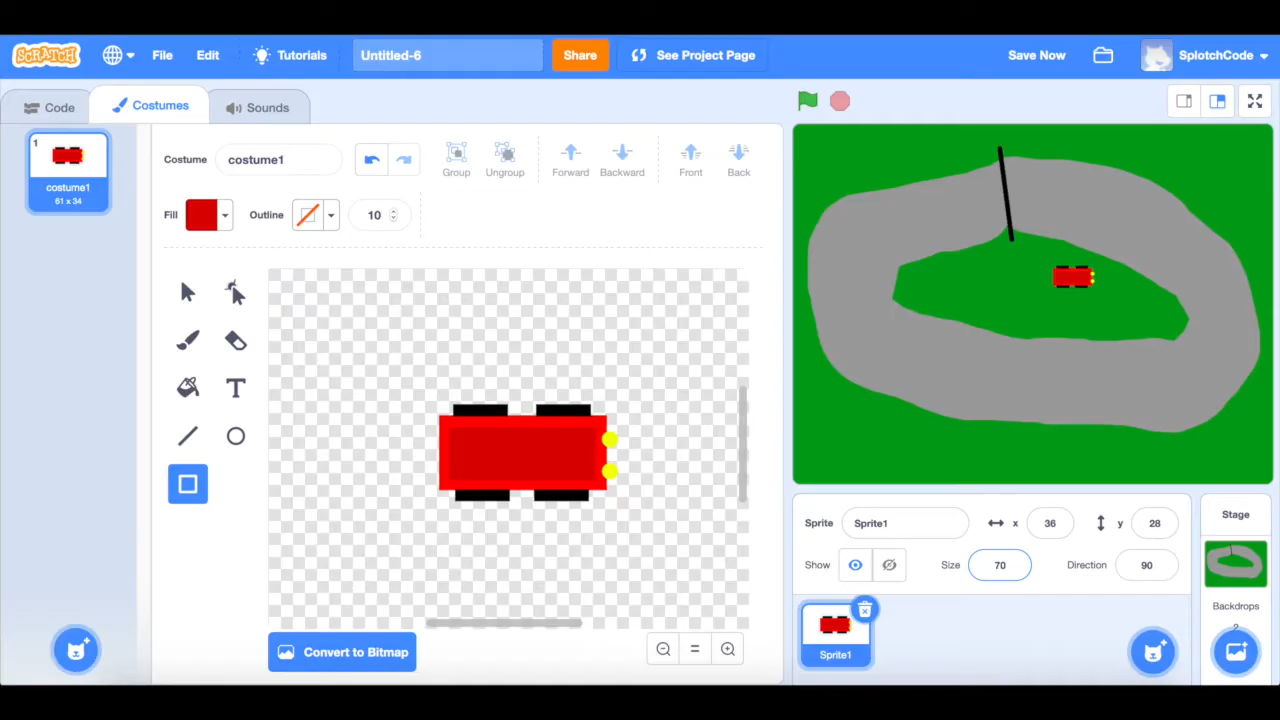 SCRATCH File Edit Tutorials Untitled-6 Share See Project Page Save Now SplotchCode
Code Costumes Sounds
1
costume1
61 x 34
Costume costume1 Group Ungroup Forward Backward Front Back
Fill Outline 10
T
Convert to Bitmap
Sprite Sprite1 x 36 y 28
Show Size 70 Direction 90
Sprite1
Stage
Backdrops
2